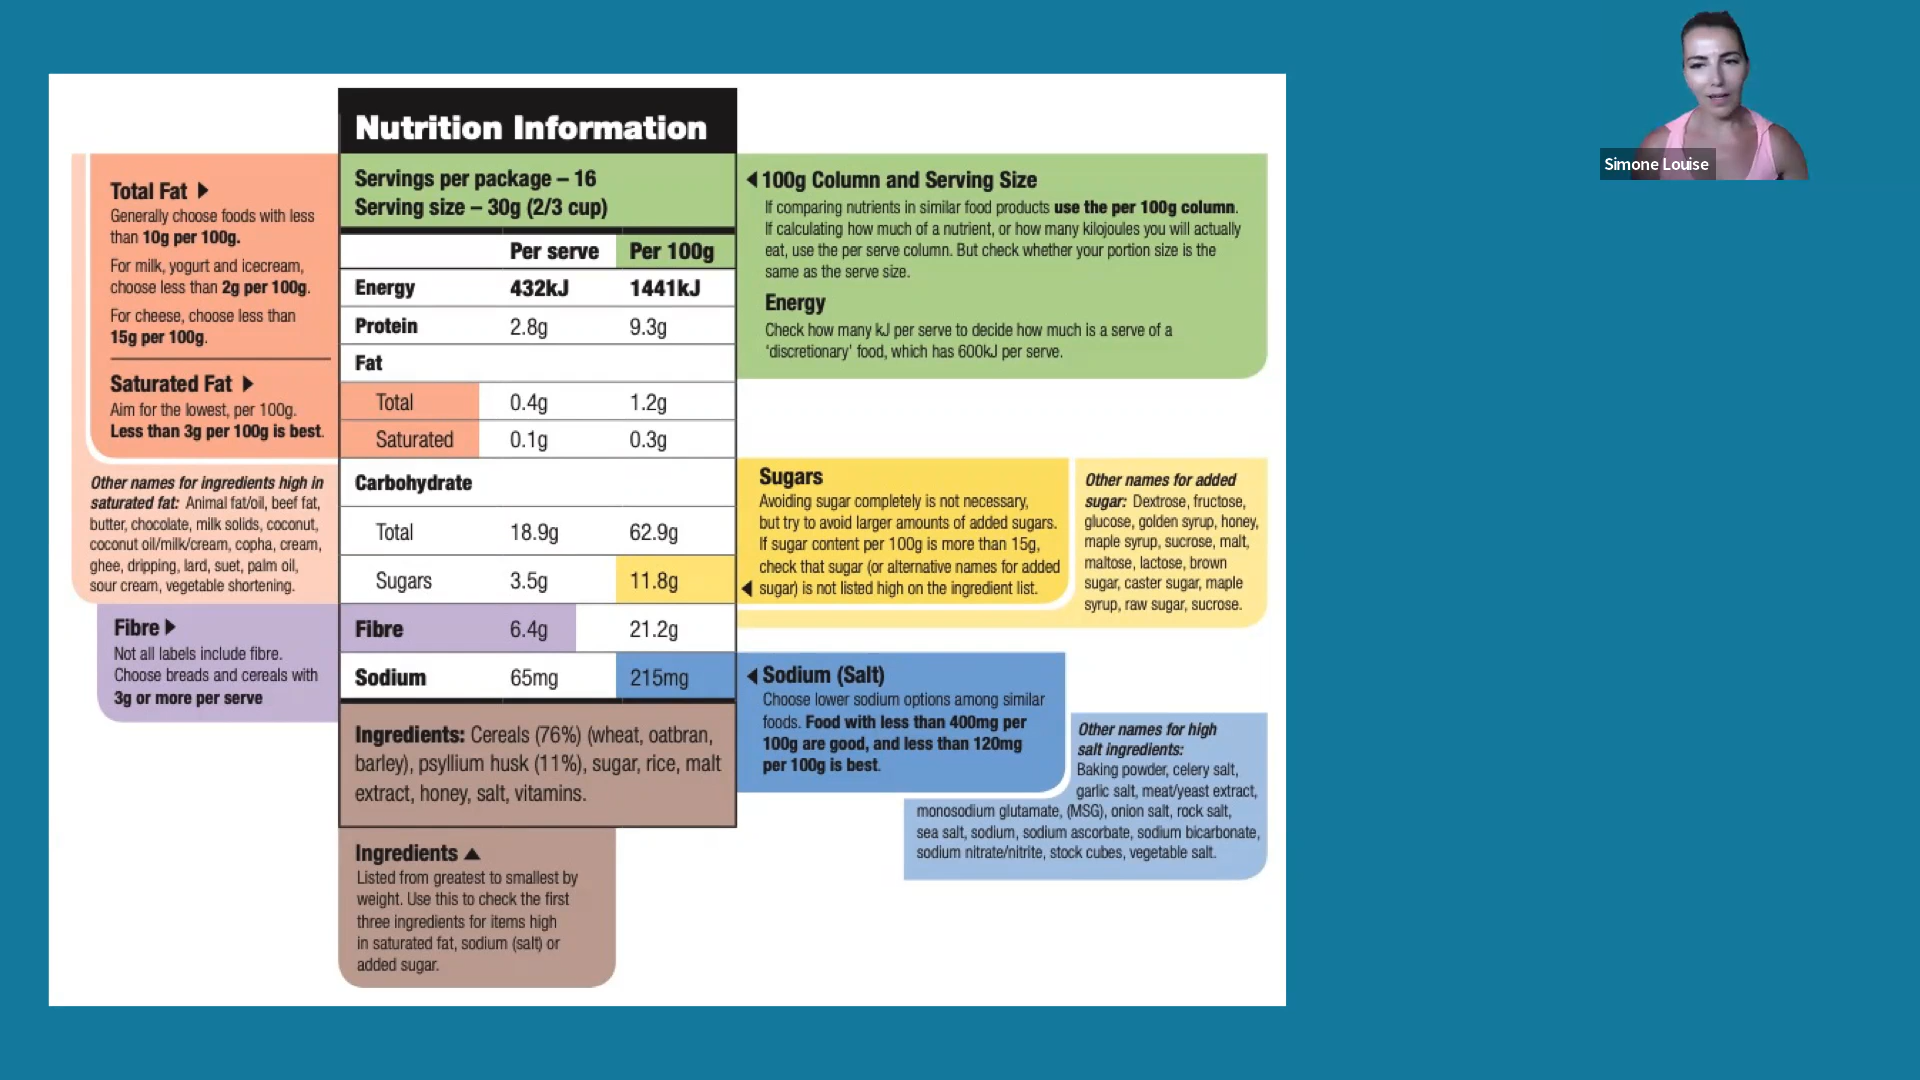 Nutrition Information
Servings per package – 16
Serving size – 30g (2/3 cup)
Per serve Per 100g
Energy 432kJ 1441kJ
Protein 2.8g 9.3g
Fat
Total 0.4g 1.2g
Saturated 0.1g 0.3g
Carbohydrate
Total 18.9g 62.9g
Sugars 3.5g 11.8g
Fibre 6.4g 21.2g
Sodium 65mg 215mg
Ingredients: Cereals (76%) (wheat, oatbran,
barley), psyllium husk (11%), sugar, rice, malt
extract, honey, salt, vitamins.
Total Fat
Generally choose foods with less
than 10g per 100g.
For milk, yogurt and icecream,
choose less than 2g per 100g.
For cheese, choose less than
15g per 100g.
Saturated Fat
Aim for the lowest, per 100g.
Less than 3g per 100g is best.
Other names for ingredients high in
saturated fat: Animal fat/oil, beef fat,
butter, chocolate, milk solids, coconut,
coconut oil/milk/cream, copha, cream,
ghee, dripping, lard, suet, palm oil,
sour cream, vegetable shortening.
Fibre
Not all labels include fibre.
Choose breads and cereals with
3g or more per serve
Ingredients
Listed from greatest to smallest by
weight. Use this to check the first
three ingredients for items high
in saturated fat, sodium (salt) or
added sugar.
100g Column and Serving Size
If comparing nutrients in similar food products use the per 100g column.
If calculating how much of a nutrient, or how many kilojoules you will actually
eat, use the per serve column. But check whether your portion size is the
same as the serve size.
Energy
Check how many kJ per serve to decide how much is a serve of a
‘discretionary’ food, which has 600kJ per serve.
Sugars
Avoiding sugar completely is not necessary,
but try to avoid larger amounts of added sugars.
If sugar content per 100g is more than 15g,
check that sugar (or alternative names for added
sugar) is not listed high on the ingredient list.
Other names for added
sugar: Dextrose, fructose,
glucose, golden syrup, honey,
maple syrup, sucrose, malt,
maltose, lactose, brown
sugar, caster sugar, maple
syrup, raw sugar, sucrose.
Sodium (Salt)
Choose lower sodium options among similar
foods. Food with less than 400mg per
100g are good, and less than 120mg
per 100g is best.
Other names for high
salt ingredients:
Baking powder, celery salt,
garlic salt, meat/yeast extract,
monosodium glutamate, (MSG), onion salt, rock salt,
sea salt, sodium, sodium ascorbate, sodium bicarbonate,
sodium nitrate/nitrite, stock cubes, vegetable salt.
Simone Louise